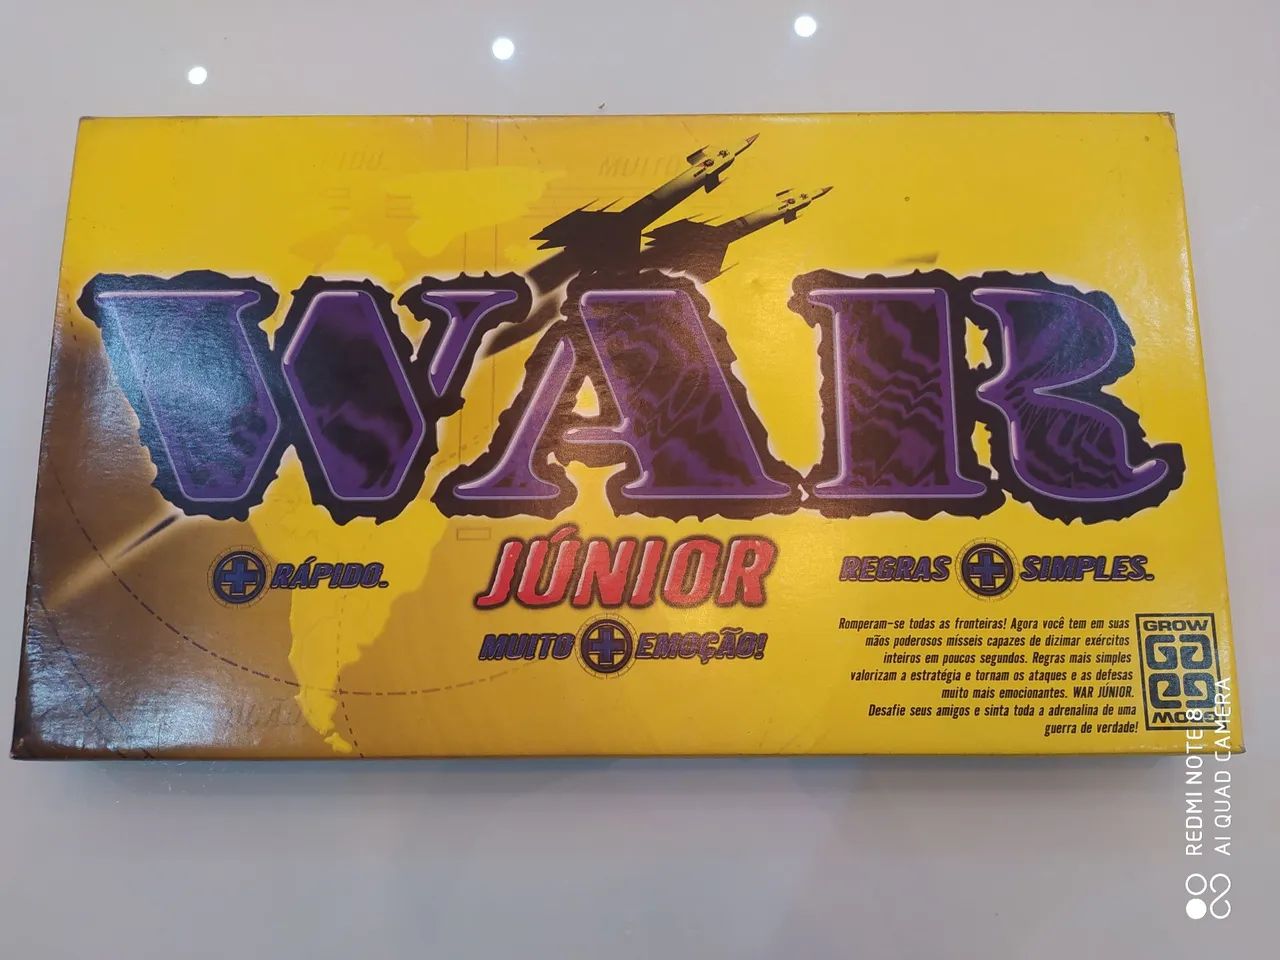 WAR
JÚNIOR
RÁPIDO.
MUITO EMOÇÃO!
REGRAS SIMPLES.
Romperam-se todas as fronteiras! Agora você tem em suas
mãos poderosos mísseis capazes de dizimar exércitos
inteiros em poucos segundos. Regras mais simples
valorizam a estratégia e tornam os ataques e as defesas
muito mais emocionantes. WAR JÚNIOR.
Desafie seus amigos e sinta toda a adrenalina de uma
guerra de verdade!
GROW
GROW
REDMI NOTE 8
AI QUAD CAMERA